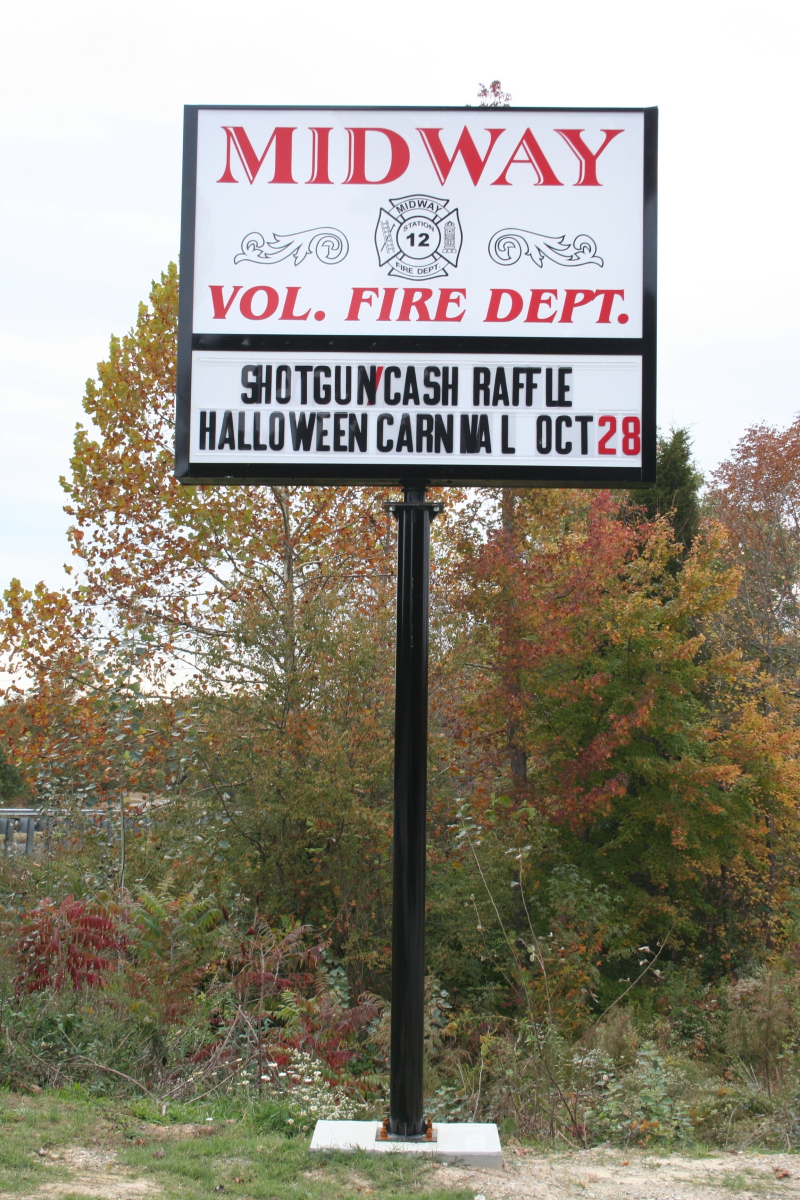 MIDWAY
MIDWAY
STATION
12
FIRE DEPT
VOL. FIRE DEPT.
SHOTGUN/CASH RAFFLE
HALLOWEEN CARNIVAL OCT 28